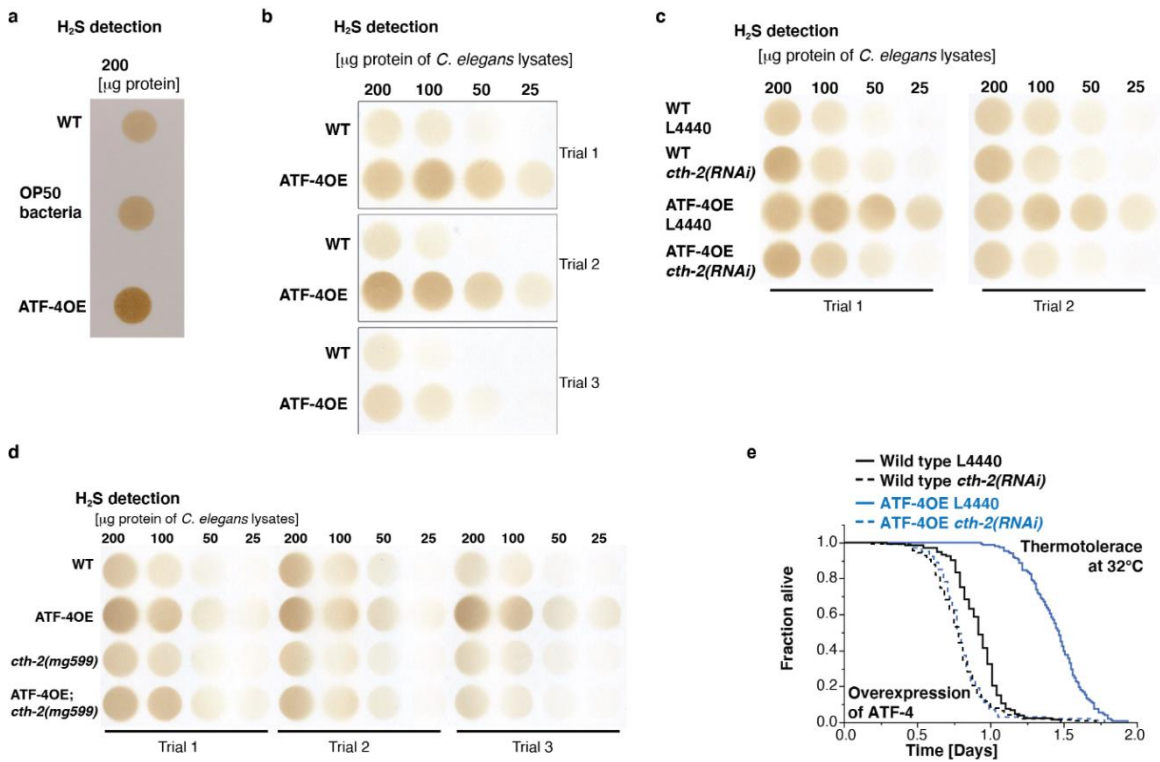 a
H₂S detection
200
[µg protein]
WT
OP50
bacteria
ATF-4OE
b
H₂S detection
[µg protein of C. elegans lysates]
200 100 50 25
WT
ATF-4OE
Trial 1
WT
ATF-4OE
Trial 2
WT
ATF-4OE
Trial 3
c
H₂S detection
[µg protein of C. elegans lysates]
200 100 50 25 200 100 50 25
WT
L4440
WT
cth-2(RNAi)
ATF-4OE
L4440
ATF-4OE
cth-2(RNAi)
Trial 1 Trial 2
d
H₂S detection
[µg protein of C. elegans lysates]
200 100 50 25 200 100 50 25 200 100 50 25
WT
ATF-4OE
cth-2(mg599)
ATF-4OE;
cth-2(mg599)
Trial 1 Trial 2 Trial 3
e
Wild type L4440
Wild type cth-2(RNAi)
ATF-4OE L4440
ATF-4OE cth-2(RNAi)
Thermotolerace
at 32°C
Fraction alive
1.0
0.8
0.6
0.4
0.2
0.0
Overexpression
of ATF-4
0.0 0.5 1.0 1.5 2.0
Time [Days]